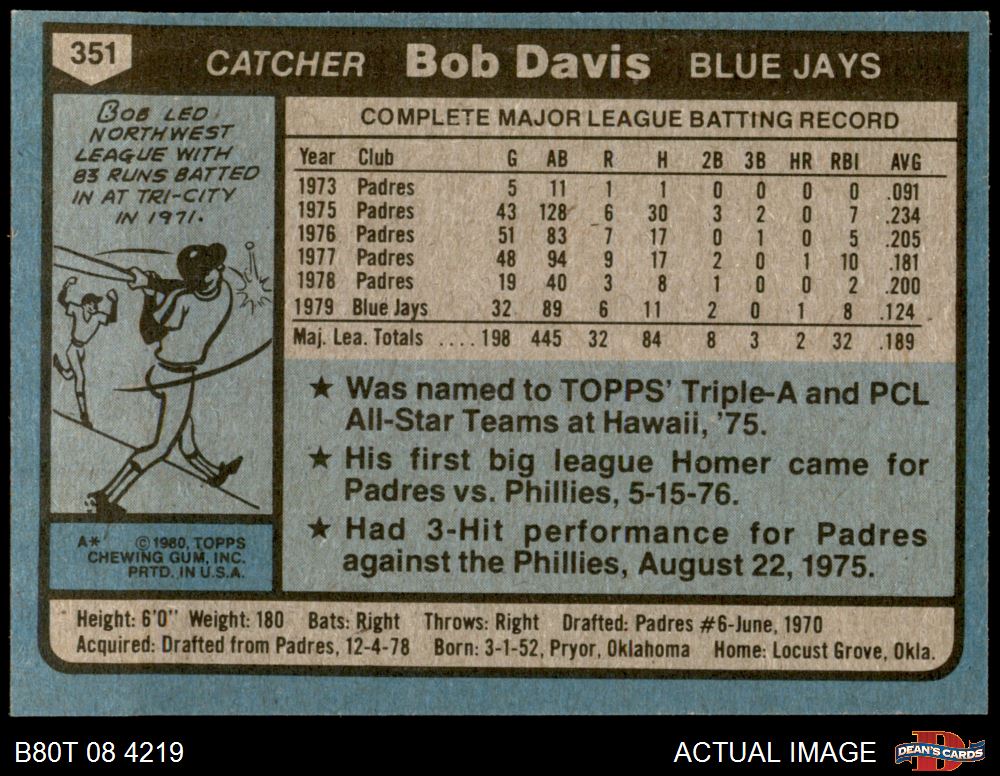 351
CATCHER Bob Davis BLUE JAYS
BOB LED
NORTHWEST
LEAGUE WITH
83 RUNS BATTED
IN AT TRI-CITY
IN 1971.
COMPLETE MAJOR LEAGUE BATTING RECORD
Year Club G AB R H 2B 3B HR RBI AVG
1973 Padres 5 11 1 1 0 0 0 0 .091
1975 Padres 43 128 6 30 3 2 0 7 .234
1976 Padres 51 83 7 17 0 1 0 5 .205
1977 Padres 48 94 9 17 2 0 1 10 .181
1978 Padres 19 40 3 8 1 0 0 2 .200
1979 Blue Jays 32 89 6 11 2 0 1 8 .124
Maj. Lea. Totals .... 198 445 32 84 8 3 2 32 .189
★ Was named to TOPPS' Triple-A and PCL
All-Star Teams at Hawaii, '75.
★ His first big league Homer came for
Padres vs. Phillies, 5-15-76.
★ Had 3-Hit performance for Padres
against the Phillies, August 22, 1975.
A* © 1980, TOPPS
CHEWING GUM, INC.
PRTD. IN U.S.A.
Height: 6'0" Weight: 180 Bats: Right Throws: Right Drafted: Padres #6-June, 1970
Acquired: Drafted from Padres, 12-4-78 Born: 3-1-52, Pryor, Oklahoma Home: Locust Grove, Okla.
B80T 08 4219
ACTUAL IMAGE
DEAN'S CARDS